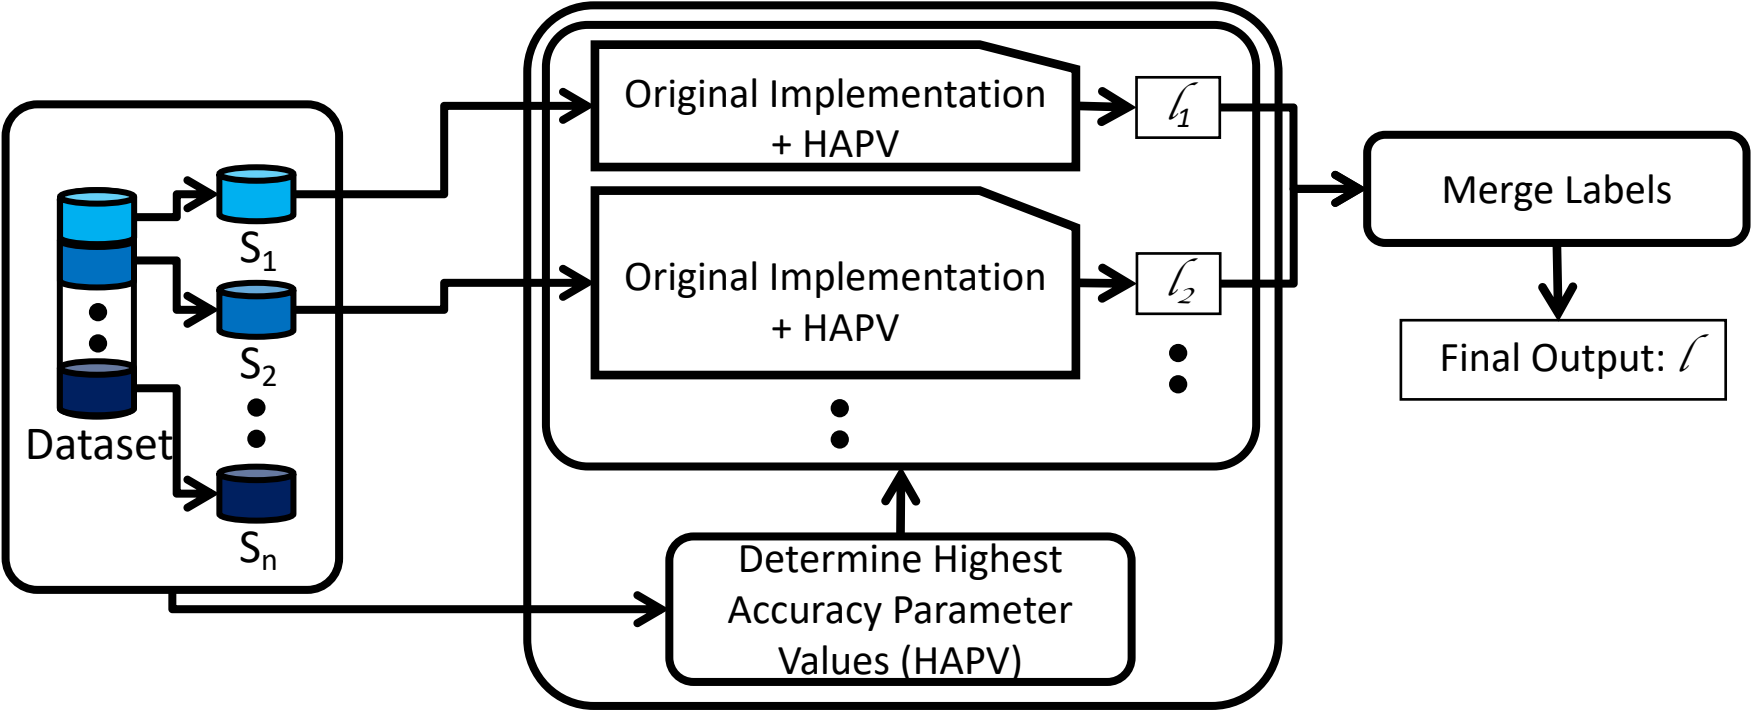 Dataset
S1
S2
Sn
Original Implementation
+ HAPV
l1
Original Implementation
+ HAPV
l2
Determine Highest
Accuracy Parameter
Values (HAPV)
Merge Labels
Final Output: l